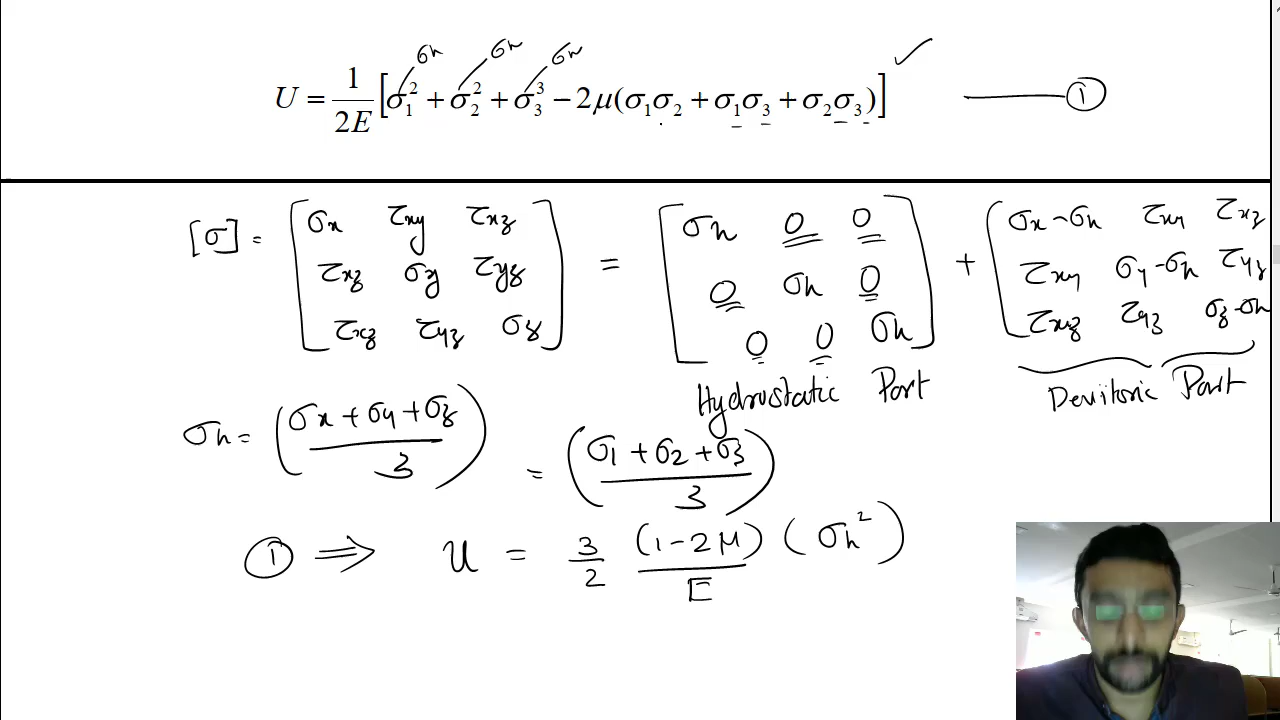 σh σh σh
U = 1/2E [σ₁² + σ₂² + σ₃³ − 2μ(σ₁σ₂ + σ₁σ₃ + σ₂σ₃)] ✓ —— ①
[σ] = [σx τxy τxz; τxz σy τyz; τxz τyz σz] = [σh 0 0; 0 σh 0; 0 0 σh] + [σx−σh τxy τxz; τxy σy−σh τyz; τxz τyz σz−σh]
Hydrostatic Part
Deviitoric Part
σh = (σx + σy + σz / 3) = (σ1 + σ2 + σ3 / 3)
① ⇒ U = 3/2 (1−2μ)/E (σh²)